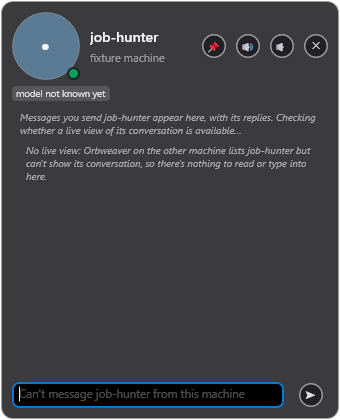 job-hunter
fixture machine
model not known yet
Messages you send job-hunter appear here, with its replies. Checking
whether a live view of its conversation is available...
No live view: Orbweaver on the other machine lists job-hunter but
can't show its conversation, so there's nothing to read or type into
here.
Can't message job-hunter from this machine